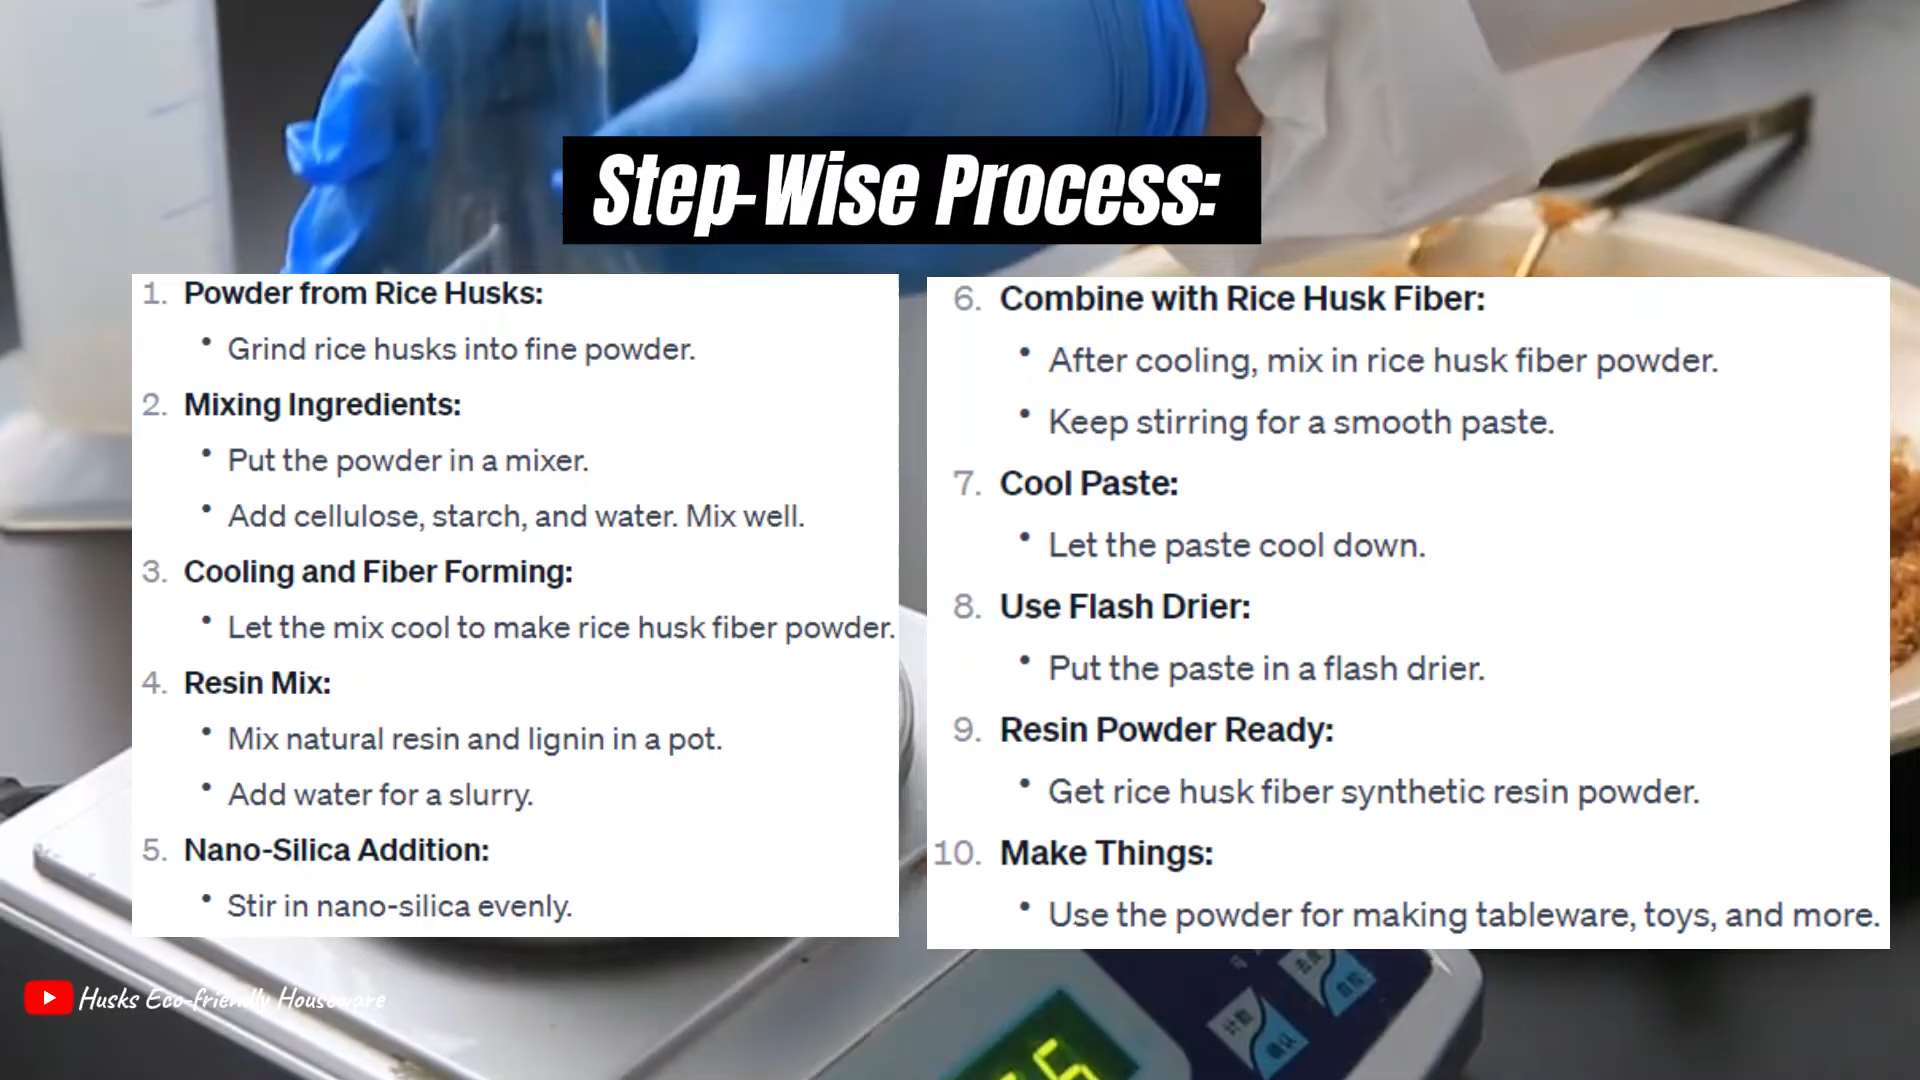 Step-Wise Process:
1. Powder from Rice Husks:
• Grind rice husks into fine powder.
2. Mixing Ingredients:
• Put the powder in a mixer.
• Add cellulose, starch, and water. Mix well.
3. Cooling and Fiber Forming:
• Let the mix cool to make rice husk fiber powder.
4. Resin Mix:
• Mix natural resin and lignin in a pot.
• Add water for a slurry.
5. Nano-Silica Addition:
• Stir in nano-silica evenly.
6. Combine with Rice Husk Fiber:
• After cooling, mix in rice husk fiber powder.
• Keep stirring for a smooth paste.
7. Cool Paste:
• Let the paste cool down.
8. Use Flash Drier:
• Put the paste in a flash drier.
9. Resin Powder Ready:
• Get rice husk fiber synthetic resin powder.
10. Make Things:
• Use the powder for making tableware, toys, and more.
Husks Eco-friendly Houseware
计数
确认